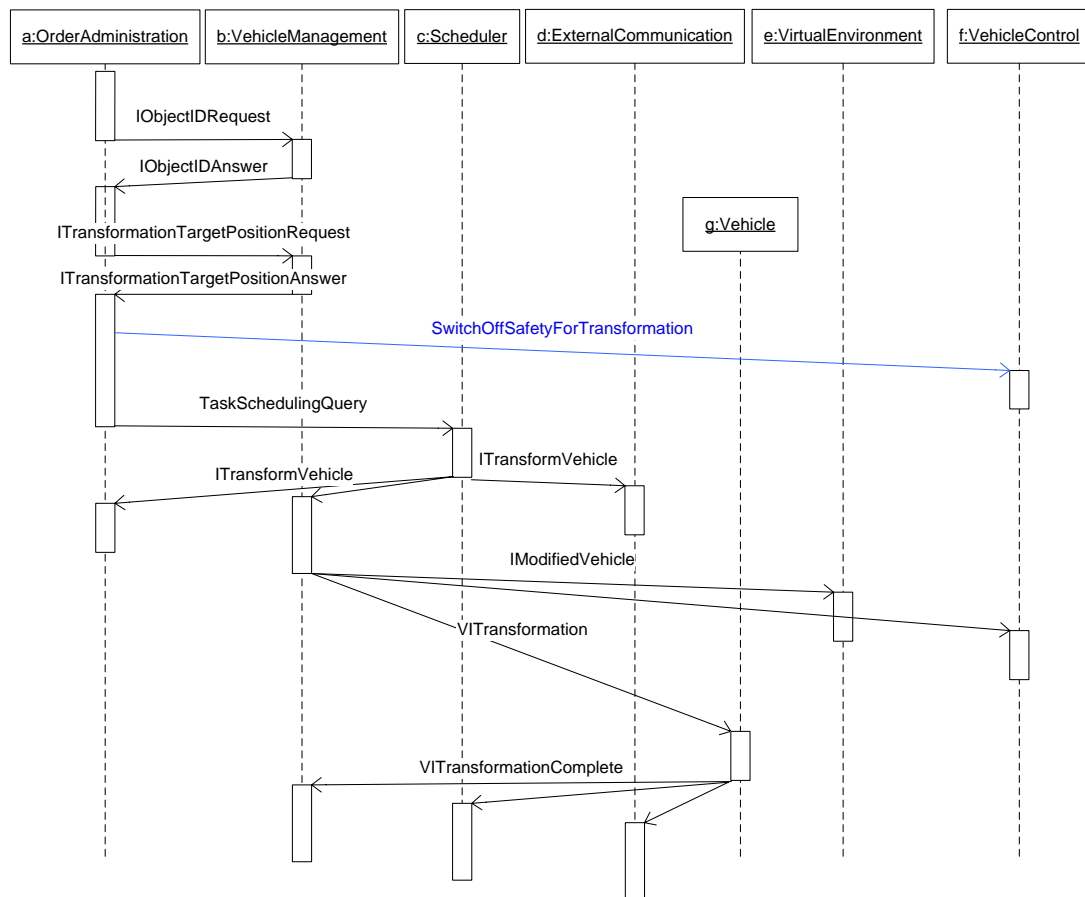 a:OrderAdministration
b:VehicleManagement
c:Scheduler
d:ExternalCommunication
e:VirtualEnvironment
f:VehicleControl
IObjectIDRequest
IObjectIDAnswer
g:Vehicle
ITransformationTargetPositionRequest
ITransformationTargetPositionAnswer
SwitchOffSafetyForTransformation
TaskSchedulingQuery
ITransformVehicle
ITransformVehicle
IModifiedVehicle
VITransformation
VITransformationComplete